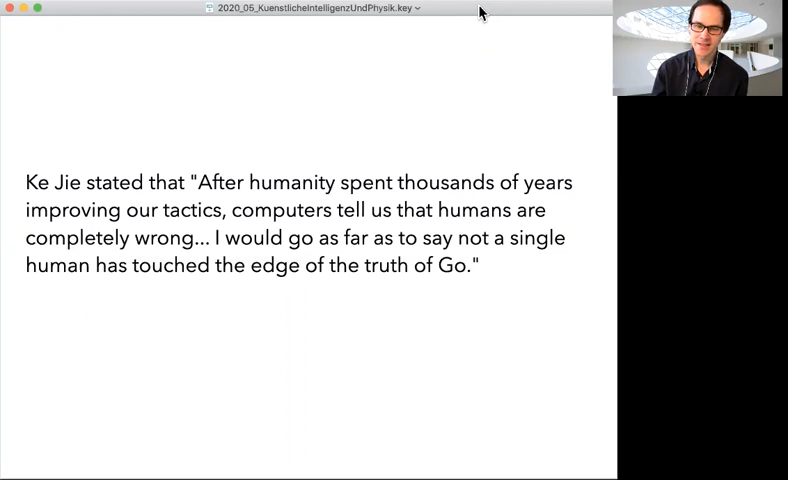 2020_05_KuenstlicheIntelligenzUndPhysik.key
Ke Jie stated that "After humanity spent thousands of years
improving our tactics, computers tell us that humans are
completely wrong... I would go as far as to say not a single
human has touched the edge of the truth of Go."